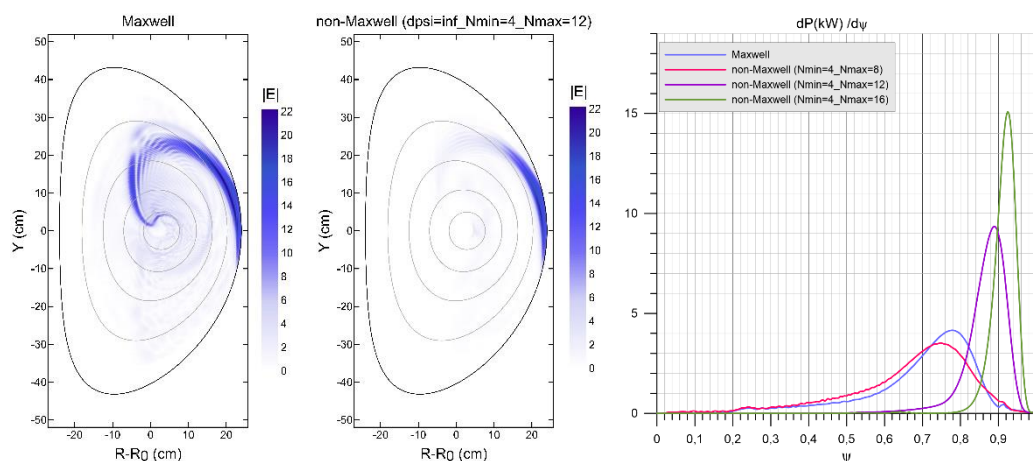 Maxwell
50
40
30
20
10
0
-10
-20
-30
-40
-50
Y (cm)
-20 -10 0 10 20
R-R0 (cm)
|E|
22
20
18
16
14
12
10
8
6
4
2
0
non-Maxwell (dpsi=inf_Nmin=4_Nmax=12)
50
40
30
20
10
0
-10
-20
-30
-40
-50
Y (cm)
-20 -10 0 10 20
R-R0 (cm)
|E|
22
20
18
16
14
12
10
8
6
4
2
0
dP(kW) /dψ
Maxwell
non-Maxwell (Nmin=4_Nmax=8)
non-Maxwell (Nmin=4_Nmax=12)
non-Maxwell (Nmin=4_Nmax=16)
15
10
5
0
0 0,1 0,2 0,3 0,4 0,5 0,6 0,7 0,8 0,9
ψ